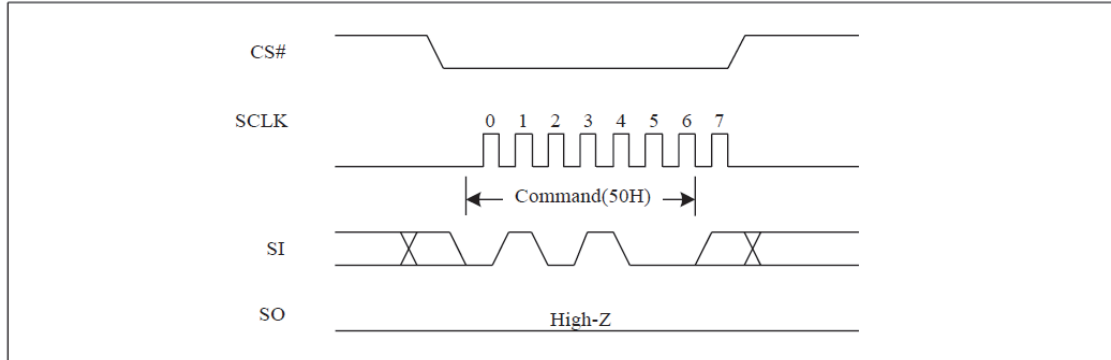 CS#
SCLK
0 1 2 3 4 5 6 7
Command(50H)
SI
SO
High-Z